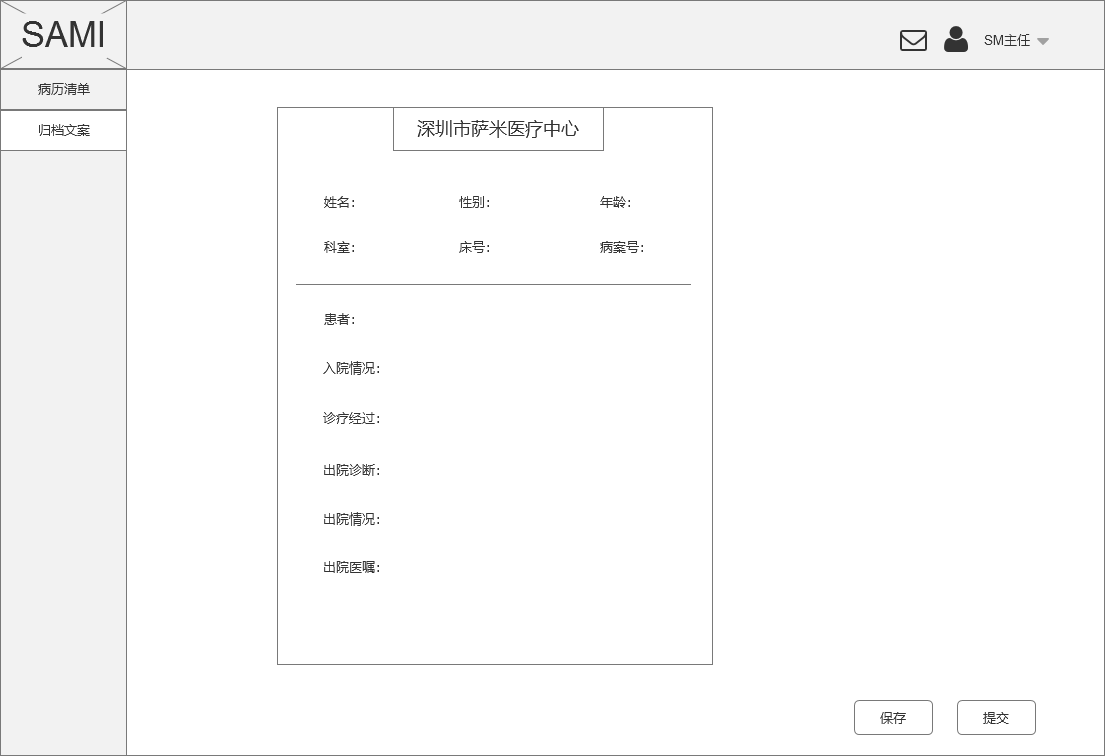 SAMI
SM主任
病历清单
归档文案
深圳市萨米医疗中心
姓名: 性别: 年龄:
科室: 床号: 病案号:
患者:
入院情况:
诊疗经过:
出院诊断:
出院情况:
出院医嘱:
保存 提交